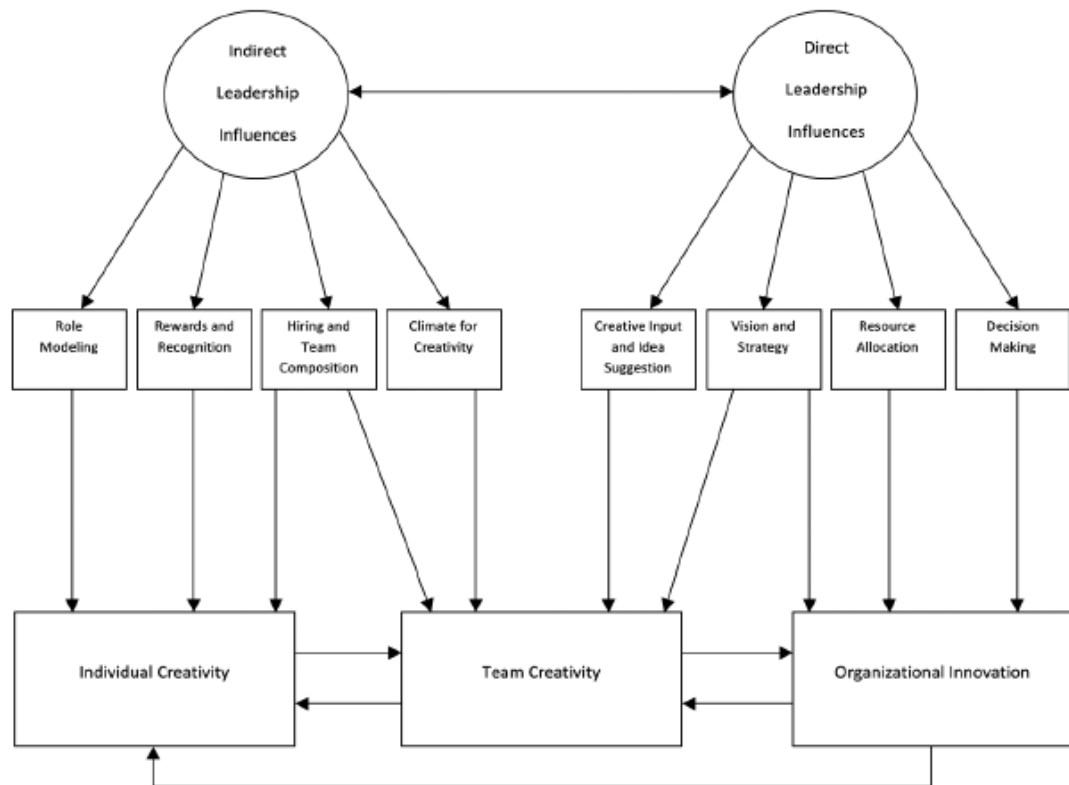 Indirect
Leadership
Influences
Direct
Leadership
Influences
Role
Modeling
Rewards and
Recognition
Hiring and
Team
Composition
Climate for
Creativity
Creative Input
and Idea
Suggestion
Vision and
Strategy
Resource
Allocation
Decision
Making
Individual Creativity
Team Creativity
Organizational Innovation